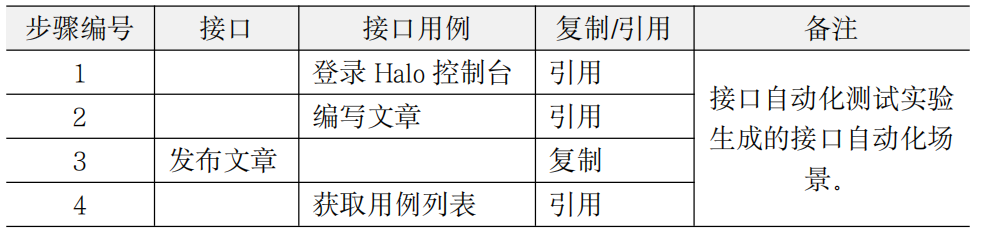 步骤编号 接口 接口用例 复制/引用 备注
1 登录 Halo 控制台 引用
2 编写文章 引用
3 发布文章 复制
4 获取用例列表 引用
接口自动化测试实验
生成的接口自动化场
景。